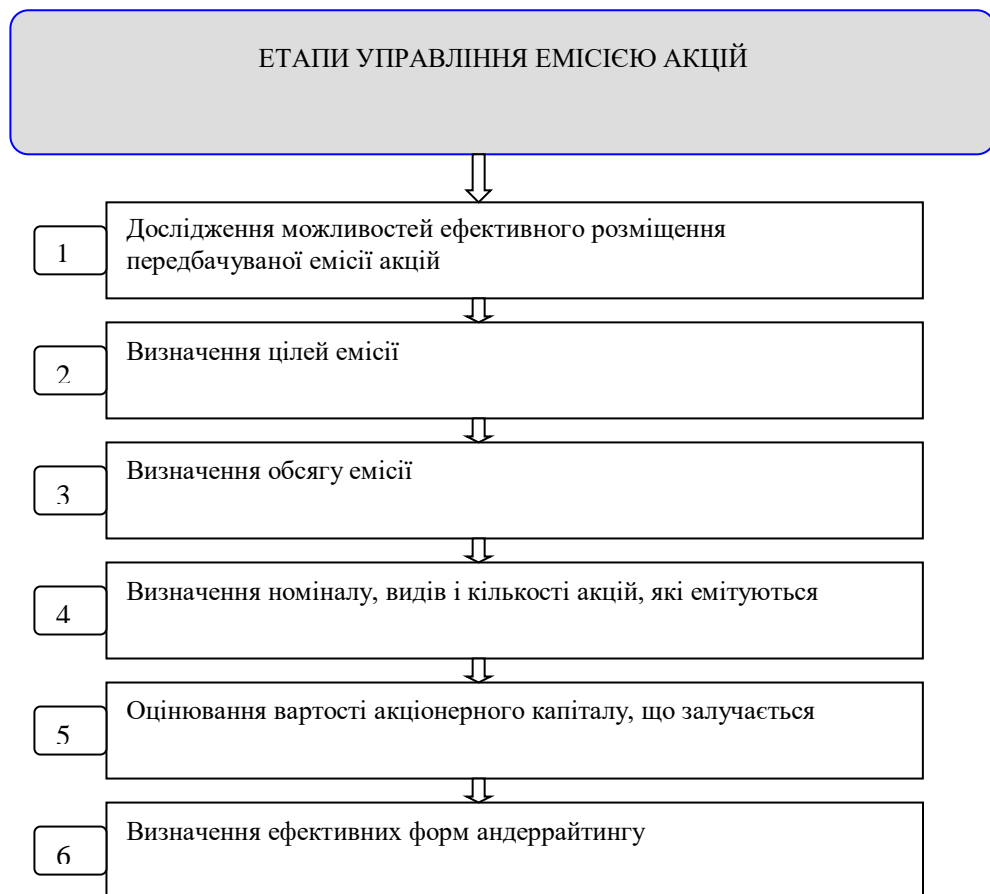 ЕТАПИ УПРАВЛІННЯ ЕМІСІЄЮ АКЦІЙ
1
Дослідження можливостей ефективного розміщення
передбачуваної емісії акцій
2
Визначення цілей емісії
3
Визначення обсягу емісії
4
Визначення номіналу, видів і кількості акцій, які емітуються
5
Оцінювання вартості акціонерного капіталу, що залучається
6
Визначення ефективних форм андеррайтингу